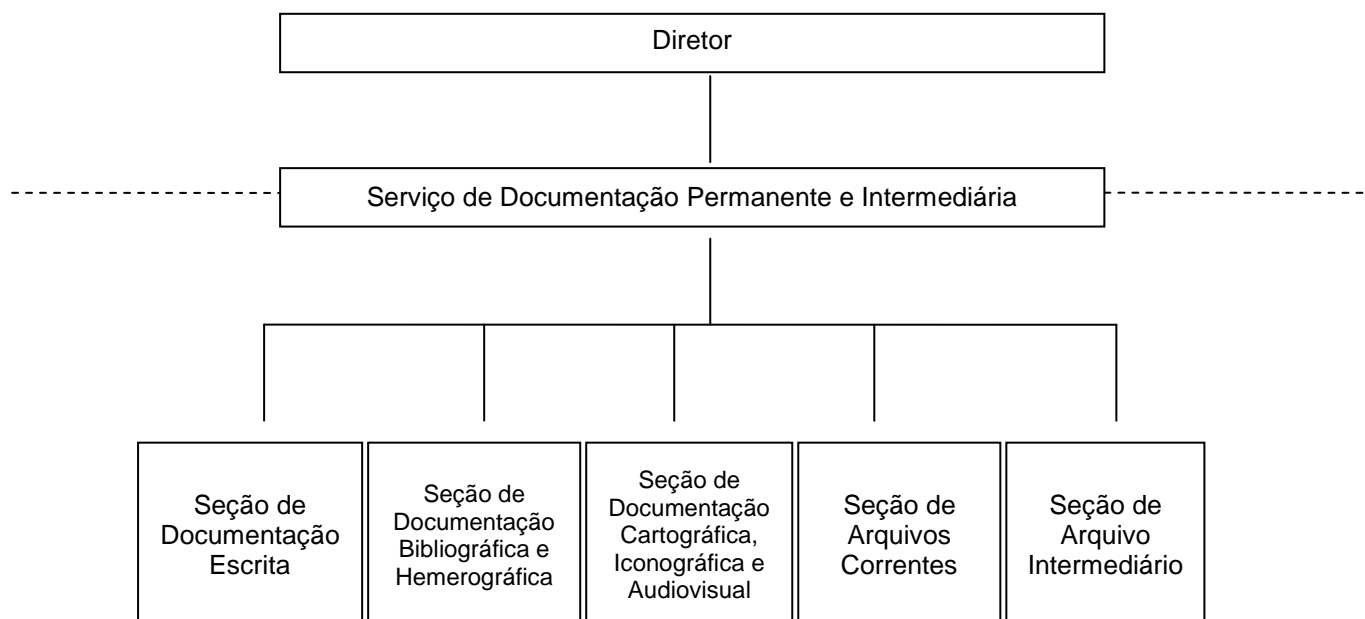 Diretor
Serviço de Documentação Permanente e Intermediária
Seção de
Documentação
Escrita
Seção de
Documentação
Bibliográfica e
Hemerográfica
Seção de
Documentação
Cartográfica,
Iconográfica e
Audiovisual
Seção de
Arquivos
Correntes
Seção de
Arquivo
Intermediário